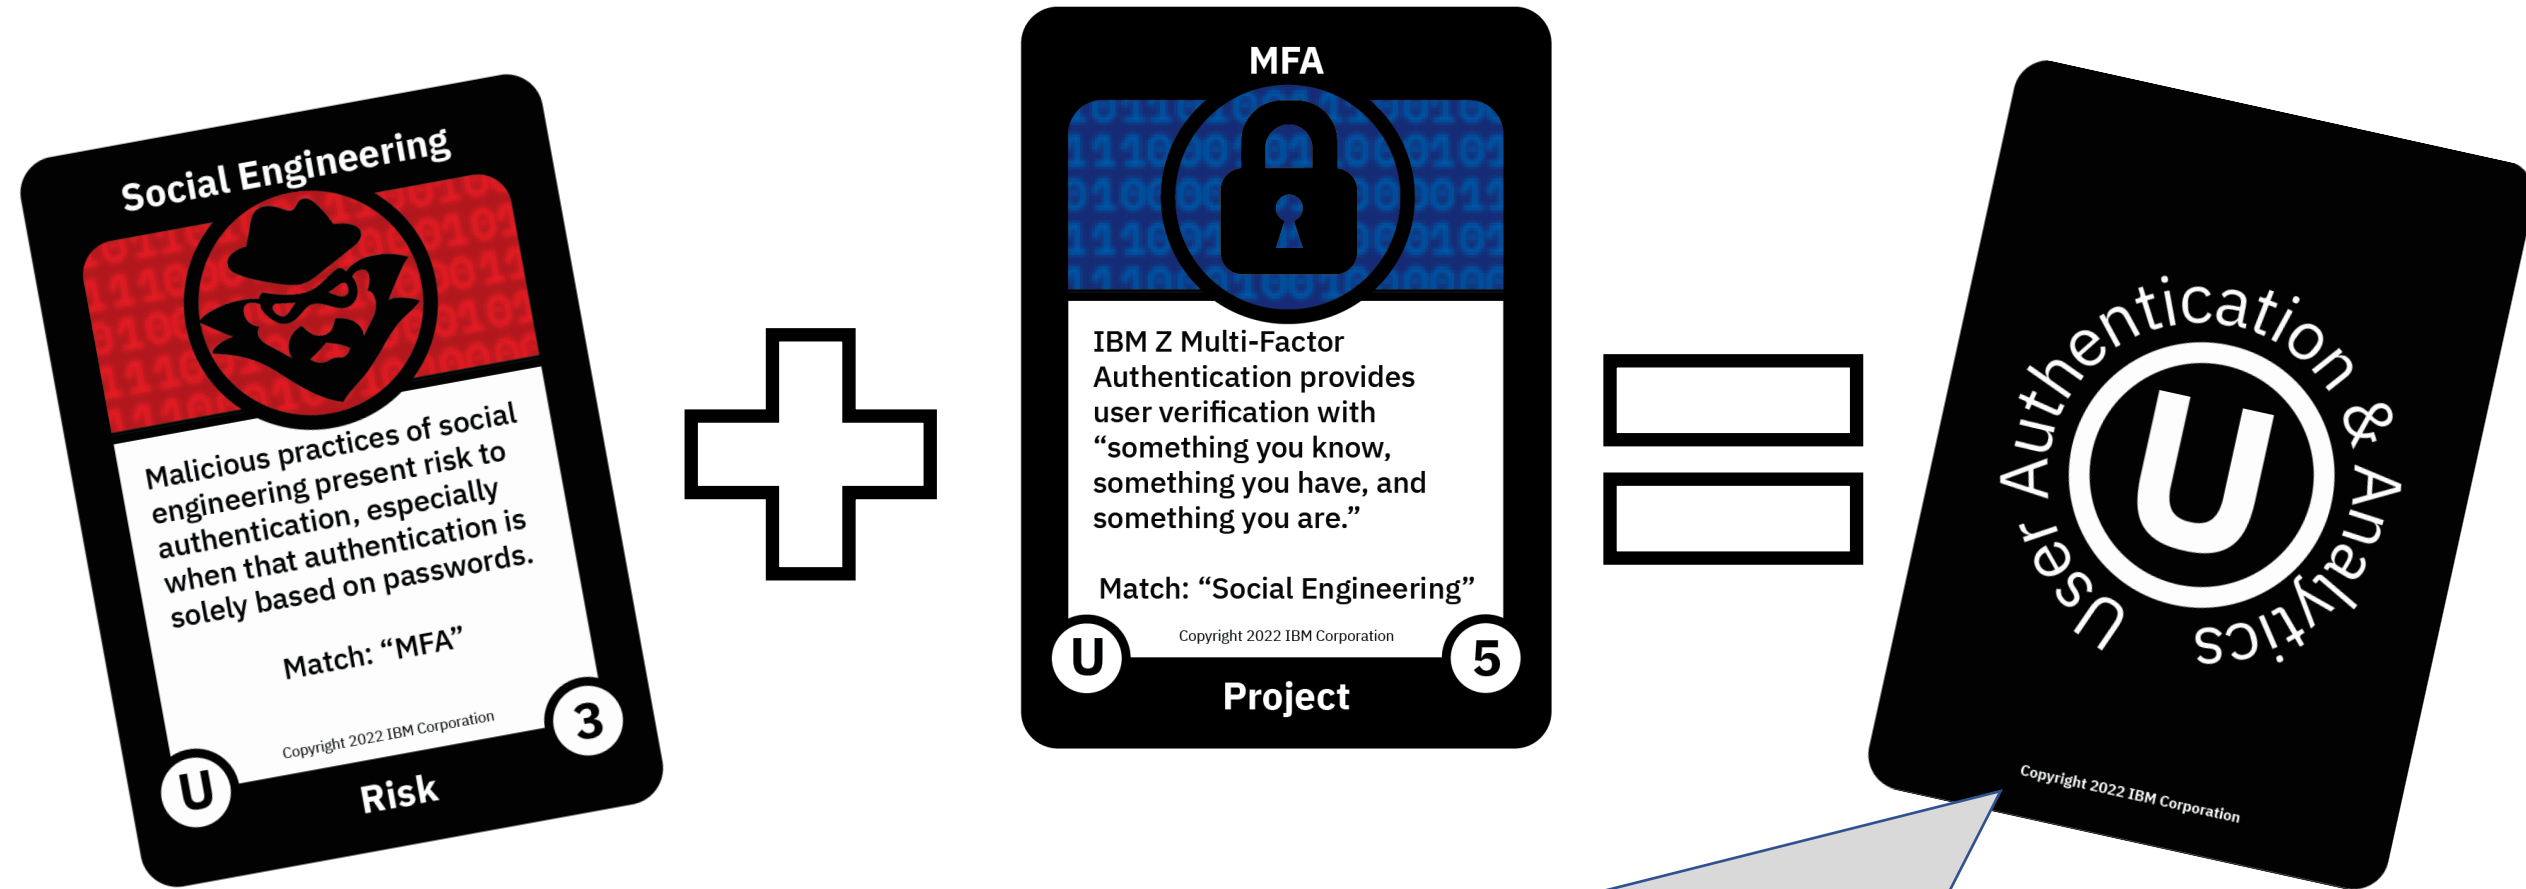 Social Engineering
Malicious practices of social
engineering present risk to
authentication, especially
when that authentication is
solely based on passwords.
Match: “MFA”
Copyright 2022 IBM Corporation
U
3
Risk
MFA
IBM Z Multi-Factor
Authentication provides
user verification with
“something you know,
something you have, and
something you are.”
Match: “Social Engineering”
Copyright 2022 IBM Corporation
U
5
Project
User Authentication & Analytics
U
Copyright 2022 IBM Corporation